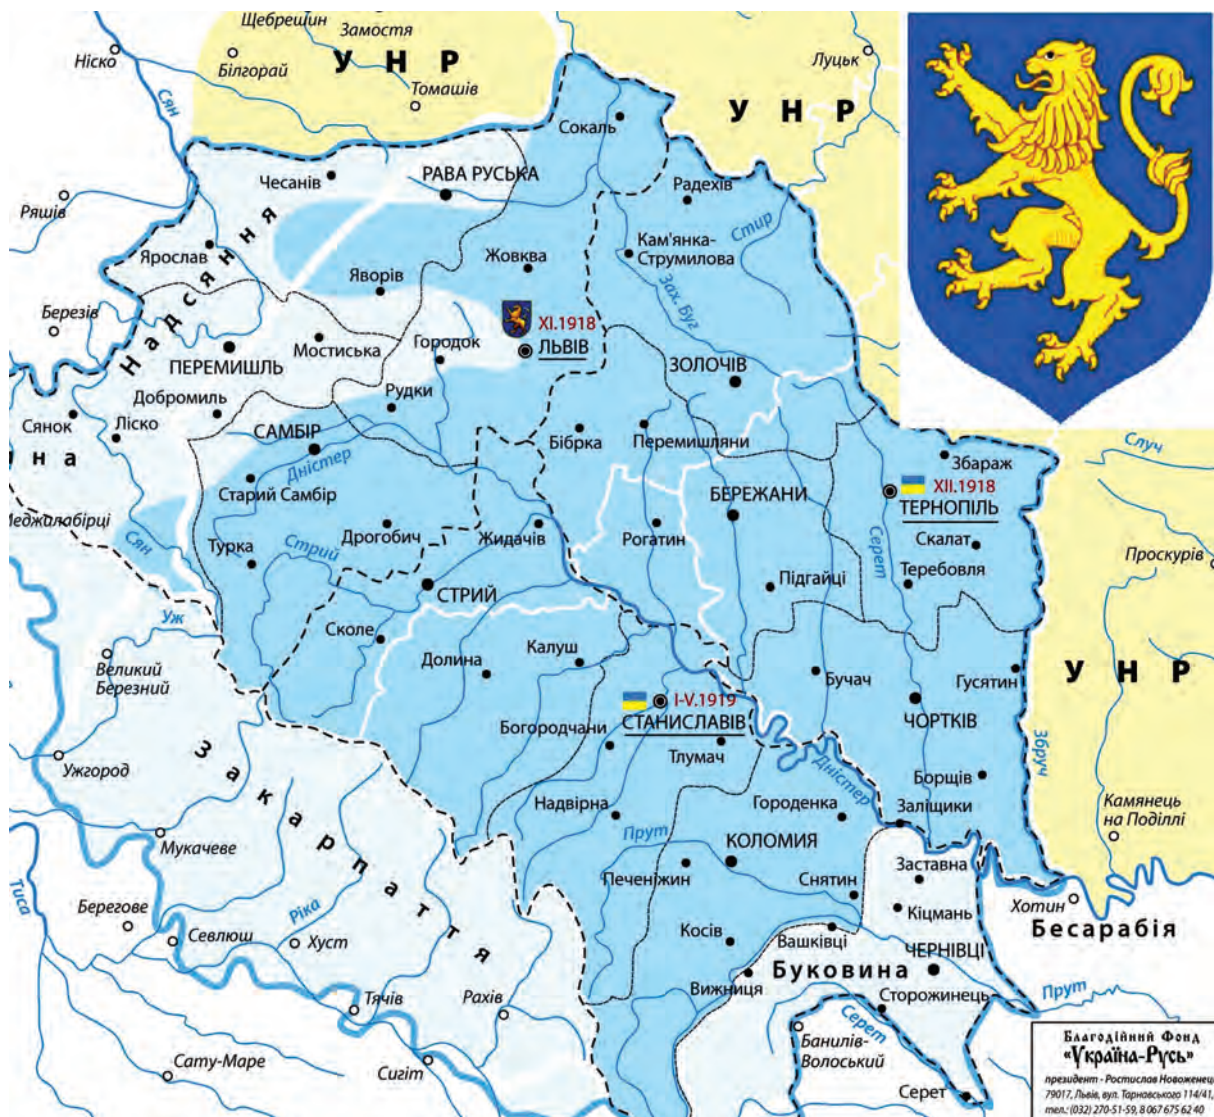 Щебрешин
Замостя
Ніско
Білгорай
У Н Р
Томашів
Луцьк
У Н Р
Сян
Сокаль
Чесанів
РАВА РУСЬКА
Радехів
Ряшів
Стир
Ярослав
Надсяння
Яворів
Жовква
Кам'янка-
Струмилова
Зах. Буг
Березів
Мостиська
Городок
XI.1918
ЛЬВІВ
ПЕРЕМИШЛЬ
ЗОЛОЧІВ
Добромиль
Рудки
Сянок
Ліско
САМБІР
Бібрка
Перемишляни
Случ
Збараж
на
Дністер
Старий Самбір
БЕРЕЖАНИ
XII.1918
ТЕРНОПІЛЬ
Меджалабірці
Дрогобич
Жидачів
Рогатин
Скалат
Сян
Турка
Стрий
Серет
Проскурів
СТРИЙ
Підгайці
Теребовля
Уж
Сколе
Калуш
Великий
Березний
Долина
Бучач
Гусятин
У Н Р
I-V.1919
СТАНИСЛАВІВ
Богородчани
ЧОРТКІВ
Ужгород
Закарпаття
Тлумач
Дністер
Збруч
Борщів
Надвірна
Городенка
Заліщики
Камянець
на Поділлі
Мукачеве
Прут
КОЛОМИЯ
Заставна
Тиса
Печеніжин
Снятин
Берегове
Ріка
Кіцмань
Хотин
Севлюш
Хуст
Косів
Вашківці
Бесарабія
ЧЕРНІВЦІ
Буковина
Вижниця
Тячів
Рахів
Сторожинець
Прут
Серет
Банилів-
Волоський
Сату-Маре
Сигіт
Серет
Благодійний Фонд
«Україна-Русь»
президент - Ростислав Новоженець
79017, Львів, вул. Тарнавського 114/41,
тел.: (032) 270-51-59, 8 067 675 62 40